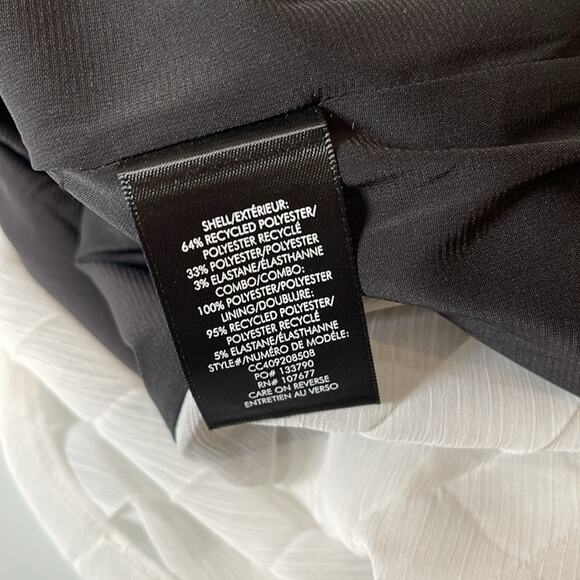 SHELL/EXTÉRIEUR:
64% RECYCLED POLYESTER/
POLYESTER RECYCLÉ
33% POLYESTER/POLYESTER
3% ELASTANE/ÉLASTHANNE
COMBO/COMBO:
100% POLYESTER/POLYESTER
LINING/DOUBLURE:
95% RECYCLED POLYESTER/
POLYESTER RECYCLÉ
5% ELASTANE/ÉLASTHANNE
STYLE#/NUMÉRO DE MODÈLE:
CC409208508
PO# 133790
RN# 107677
CARE ON REVERSE
ENTRETIEN AU VERSO